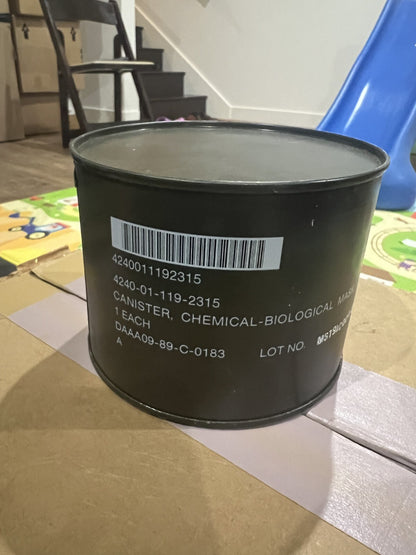 4240011192315
4240-01-119-2315
CANISTER, CHEMICAL-BIOLOGICAL MASK
1 EACH
DAAA09-89-C-0183 LOT NO.
A